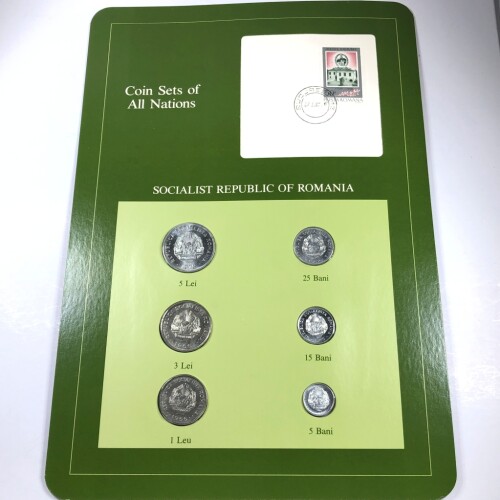 Coin Sets of
All Nations
SOCIALIST REPUBLIC OF ROMANIA
5 Lei
25 Bani
3 Lei
15 Bani
1 Leu
5 Bani